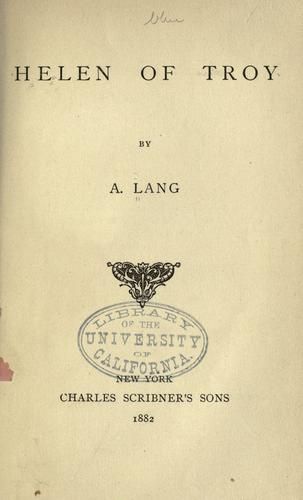 HELEN OF TROY
BY
A. LANG
LIBRARY
OF THE
UNIVERSITY
OF
CALIFORNIA.
NEW YORK
CHARLES SCRIBNER'S SONS
1882